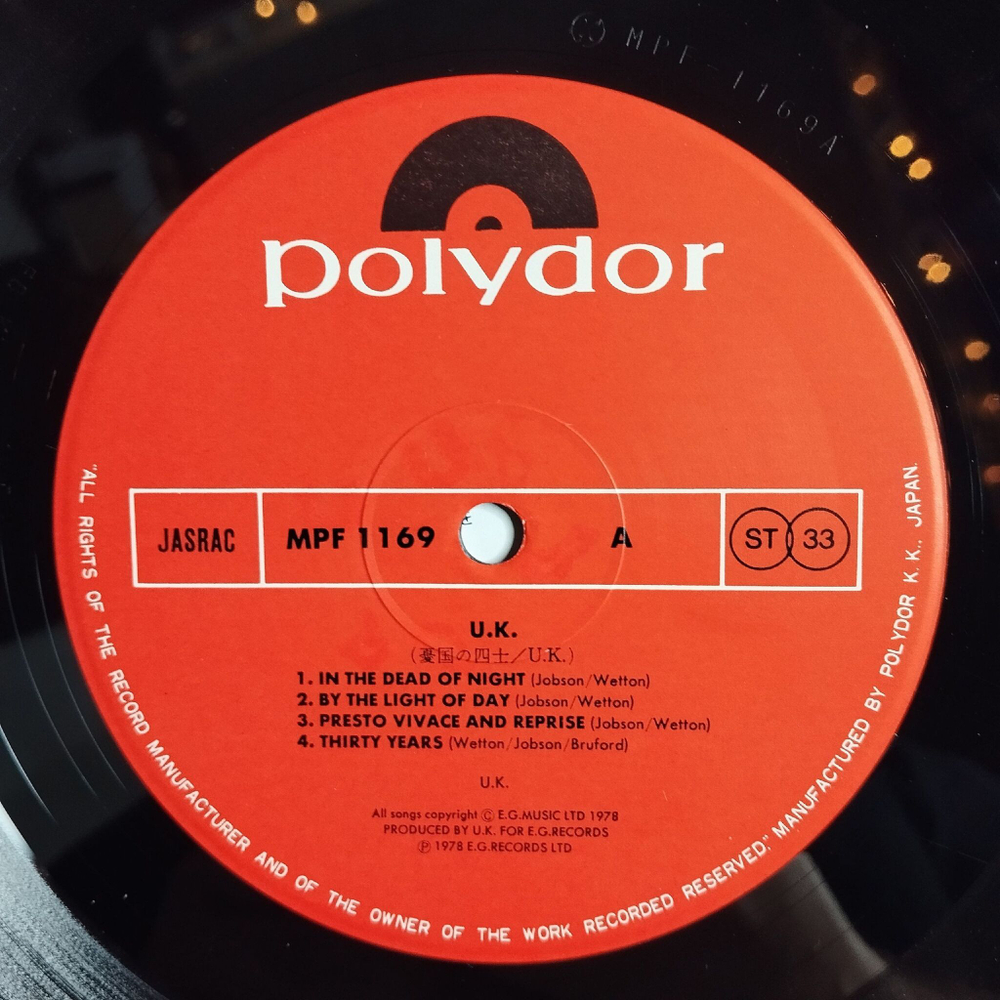 MPF-1169A
polydor
JASRAC
MPF 1169
A
ST 33
U.K.
(憂国の四士/U.K.)
1. IN THE DEAD OF NIGHT (Jobson/Wetton)
2. BY THE LIGHT OF DAY (Jobson/Wetton)
3. PRESTO VIVACE AND REPRISE (Jobson/Wetton)
4. THIRTY YEARS (Wetton/Jobson/Bruford)
U.K.
All songs copyright © E.G.MUSIC LTD 1978
PRODUCED BY U.K. FOR E.G.RECORDS
℗ 1978 E.G.RECORDS LTD
"ALL RIGHTS OF THE RECORD MANUFACTURER AND OF THE OWNER OF THE WORK RECORDED RESERVED." MANUFACTURED BY POLYDOR K.K., JAPAN.